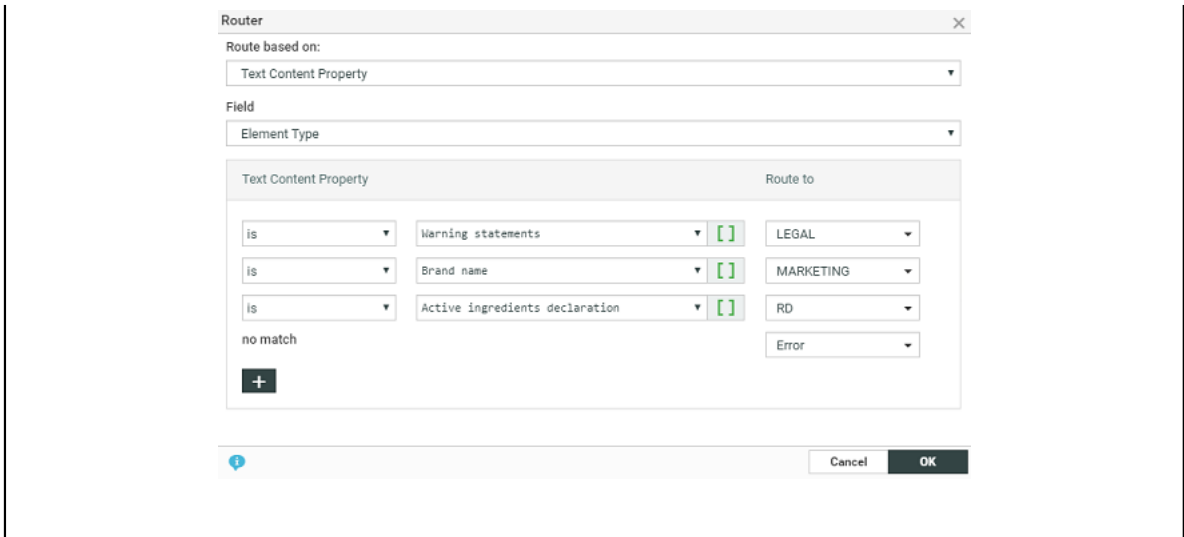 Router
Route based on:
Text Content Property
Field
Element Type
Text Content Property Route to
is Warning statements [] LEGAL
is Brand name [] MARKETING
is Active ingredients declaration [] RD
no match Error
+
Cancel OK